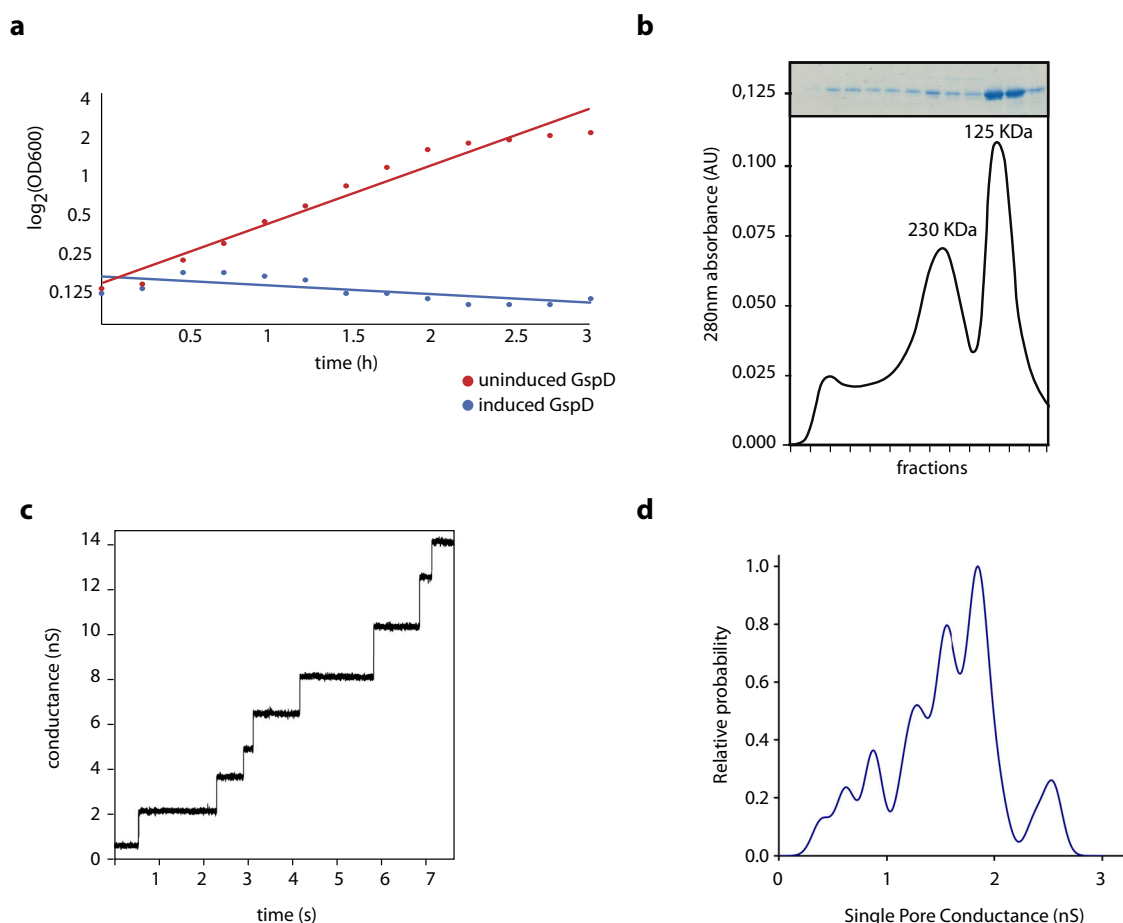 a
4
2
1
0.5
0.25
0.125
log2(OD600)
0.5
1
1.5
2
2.5
3
time (h)
uninduced GspD
induced GspD
b
0,125
0.100
0.075
0.050
0.025
0.000
280nm absorbance (AU)
125 KDa
230 KDa
fractions
c
14
12
10
8
6
4
2
0
conductance (nS)
1
2
3
4
5
6
7
time (s)
d
1.0
0.8
0.6
0.4
0.2
0.0
Relative probability
0
1
2
3
Single Pore Conductance (nS)